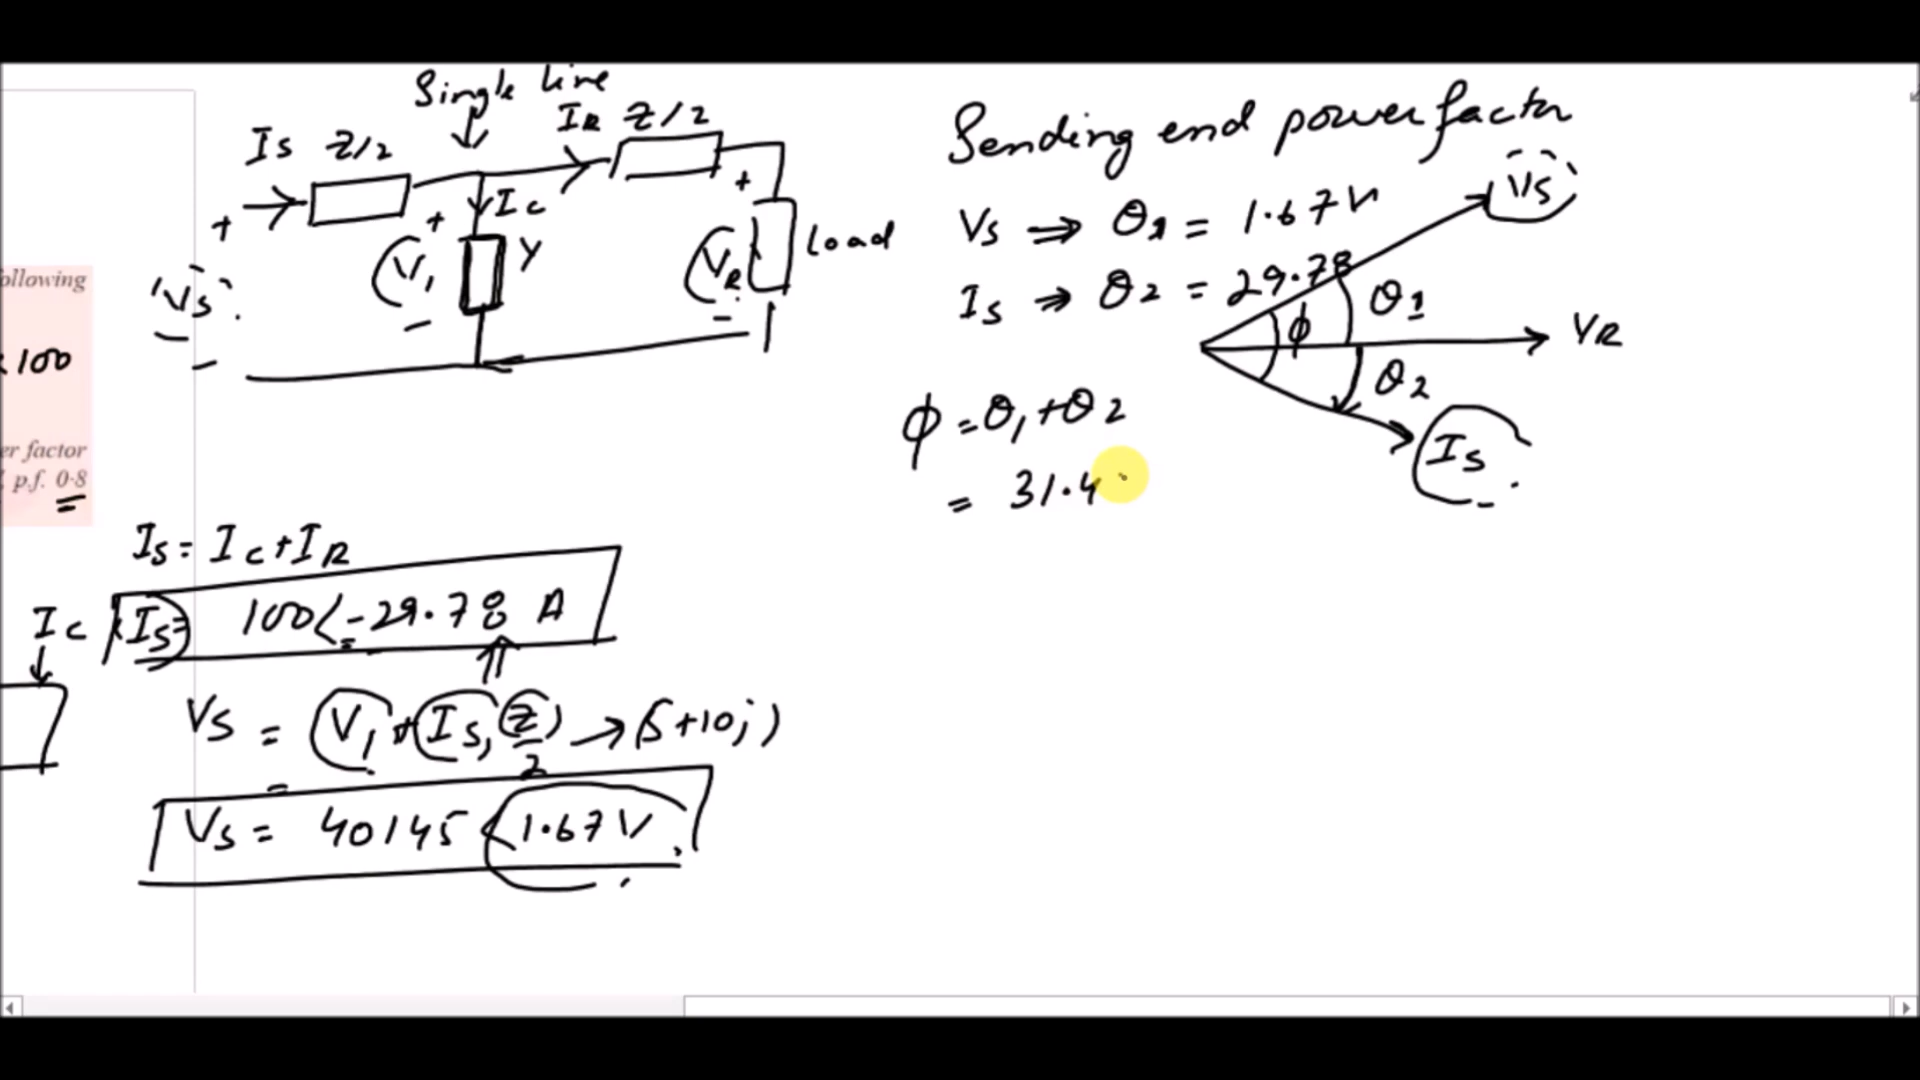 Single line
Is Z/2
IR Z/2
+
+
Ic
+
Y
V1
VR
load
Vs
-
-
-
ollowing
x 100
er factor
, p.f. 0·8
Is = Ic + IR
Ic
Is = 100∠-29.78 A
Vs = V1 + Is, (Z/2) → (5+10j)
Vs = 40145 ∠1.67 V
Sending end power factor
Vs ⇒ θ1 = 1.67 V
Is ⇒ θ2 = 29.78
Vs
θ1
ϕ
VR
θ2
Is
ϕ = θ1 + θ2
= 31.4